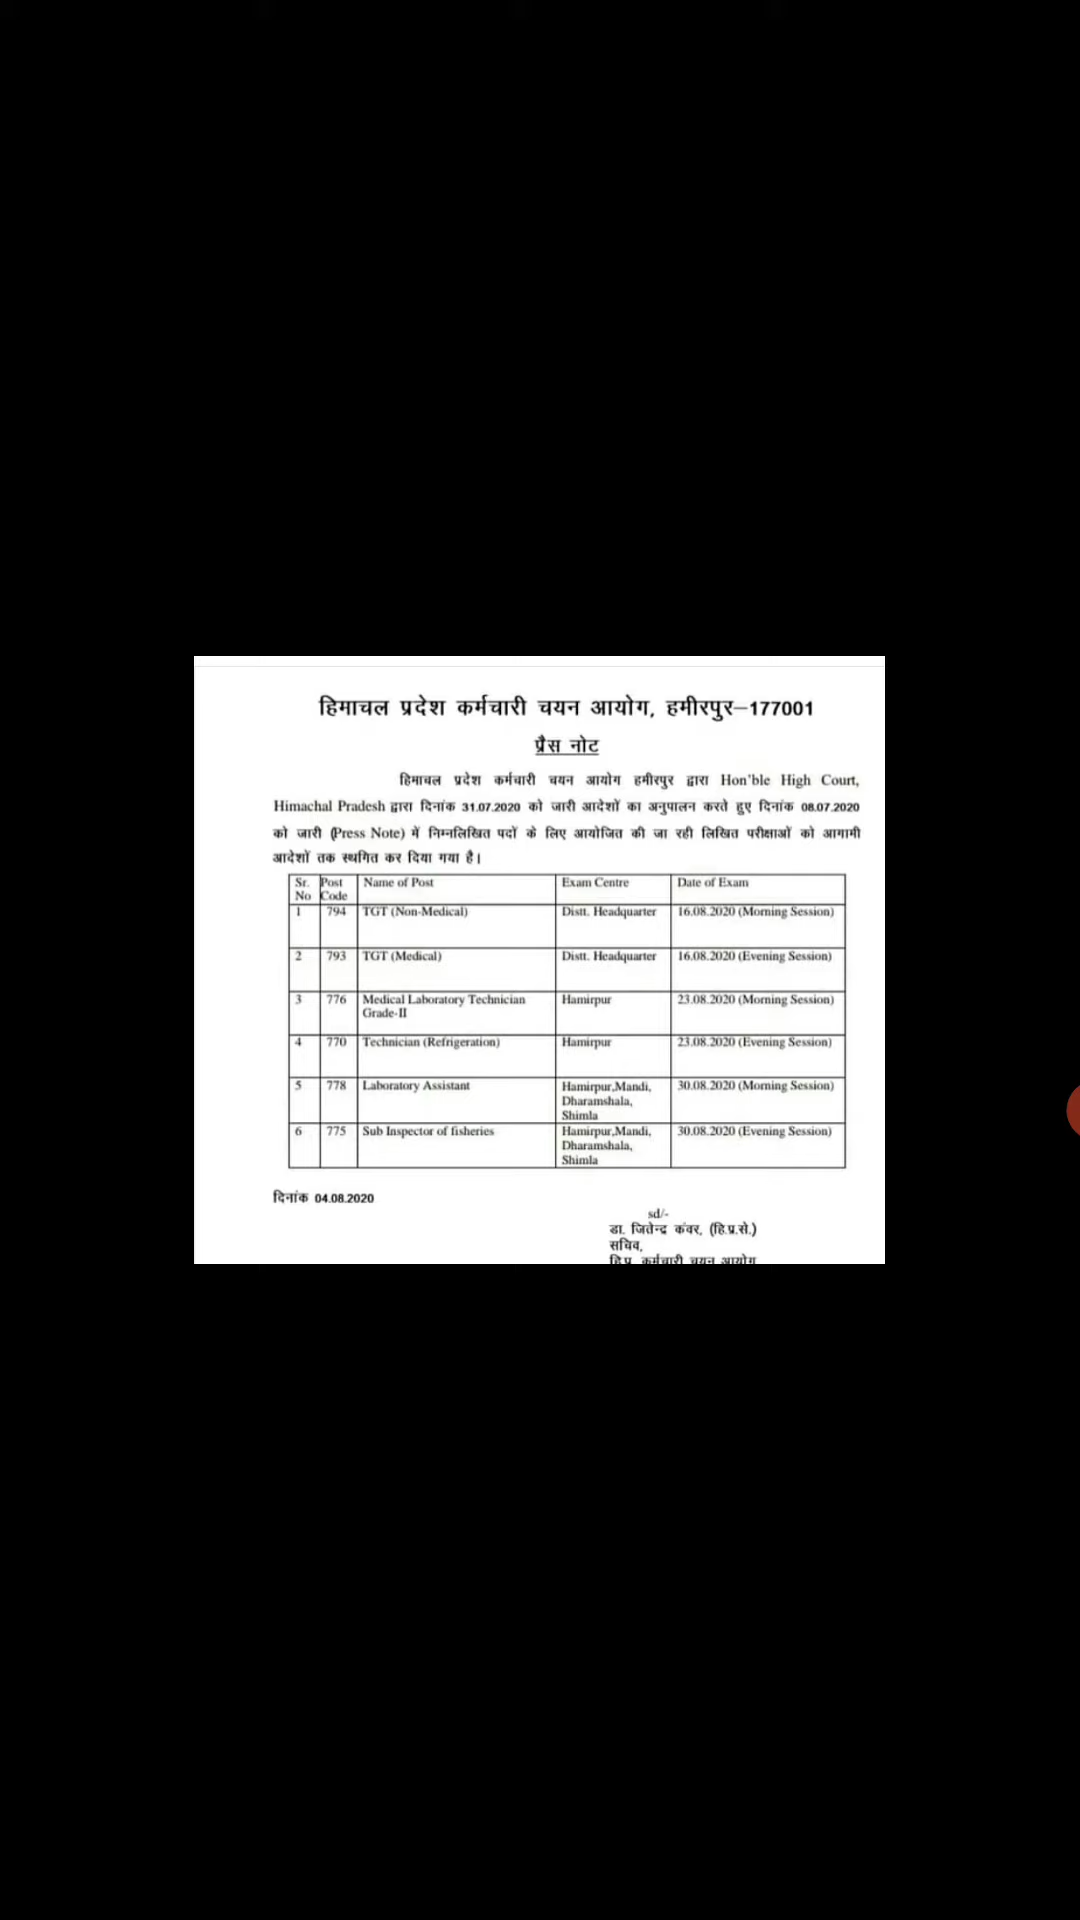 हिमाचल प्रदेश कर्मचारी चयन आयोग, हमीरपुर–177001
प्रैस नोट
हिमाचल प्रदेश कर्मचारी चयन आयोग हमीरपुर द्वारा Hon'ble High Court,
Himachal Pradesh द्वारा दिनांक 31.07.2020 को जारी आदेशों का अनुपालन करते हुए दिनांक 08.07.2020
को जारी (Press Note) में निम्नलिखित पदों के लिए आयोजित की जा रही लिखित परीक्षाओं को आगामी
आदेशों तक स्थगित कर दिया गया है।
Sr. No Post Code Name of Post Exam Centre Date of Exam
1 794 TGT (Non-Medical) Distt. Headquarter 16.08.2020 (Morning Session)
2 793 TGT (Medical) Distt. Headquarter 16.08.2020 (Evening Session)
3 776 Medical Laboratory Technician Grade-II Hamirpur 23.08.2020 (Morning Session)
4 770 Technician (Refrigeration) Hamirpur 23.08.2020 (Evening Session)
5 778 Laboratory Assistant Hamirpur,Mandi, Dharamshala, Shimla 30.08.2020 (Morning Session)
6 775 Sub Inspector of fisheries Hamirpur,Mandi, Dharamshala, Shimla 30.08.2020 (Evening Session)
दिनांक 04.08.2020
sd/-
डा. जितेन्द्र कंवर, (हि.प्र.से.)
सचिव,
हि.प्र. कर्मचारी चयन आयोग